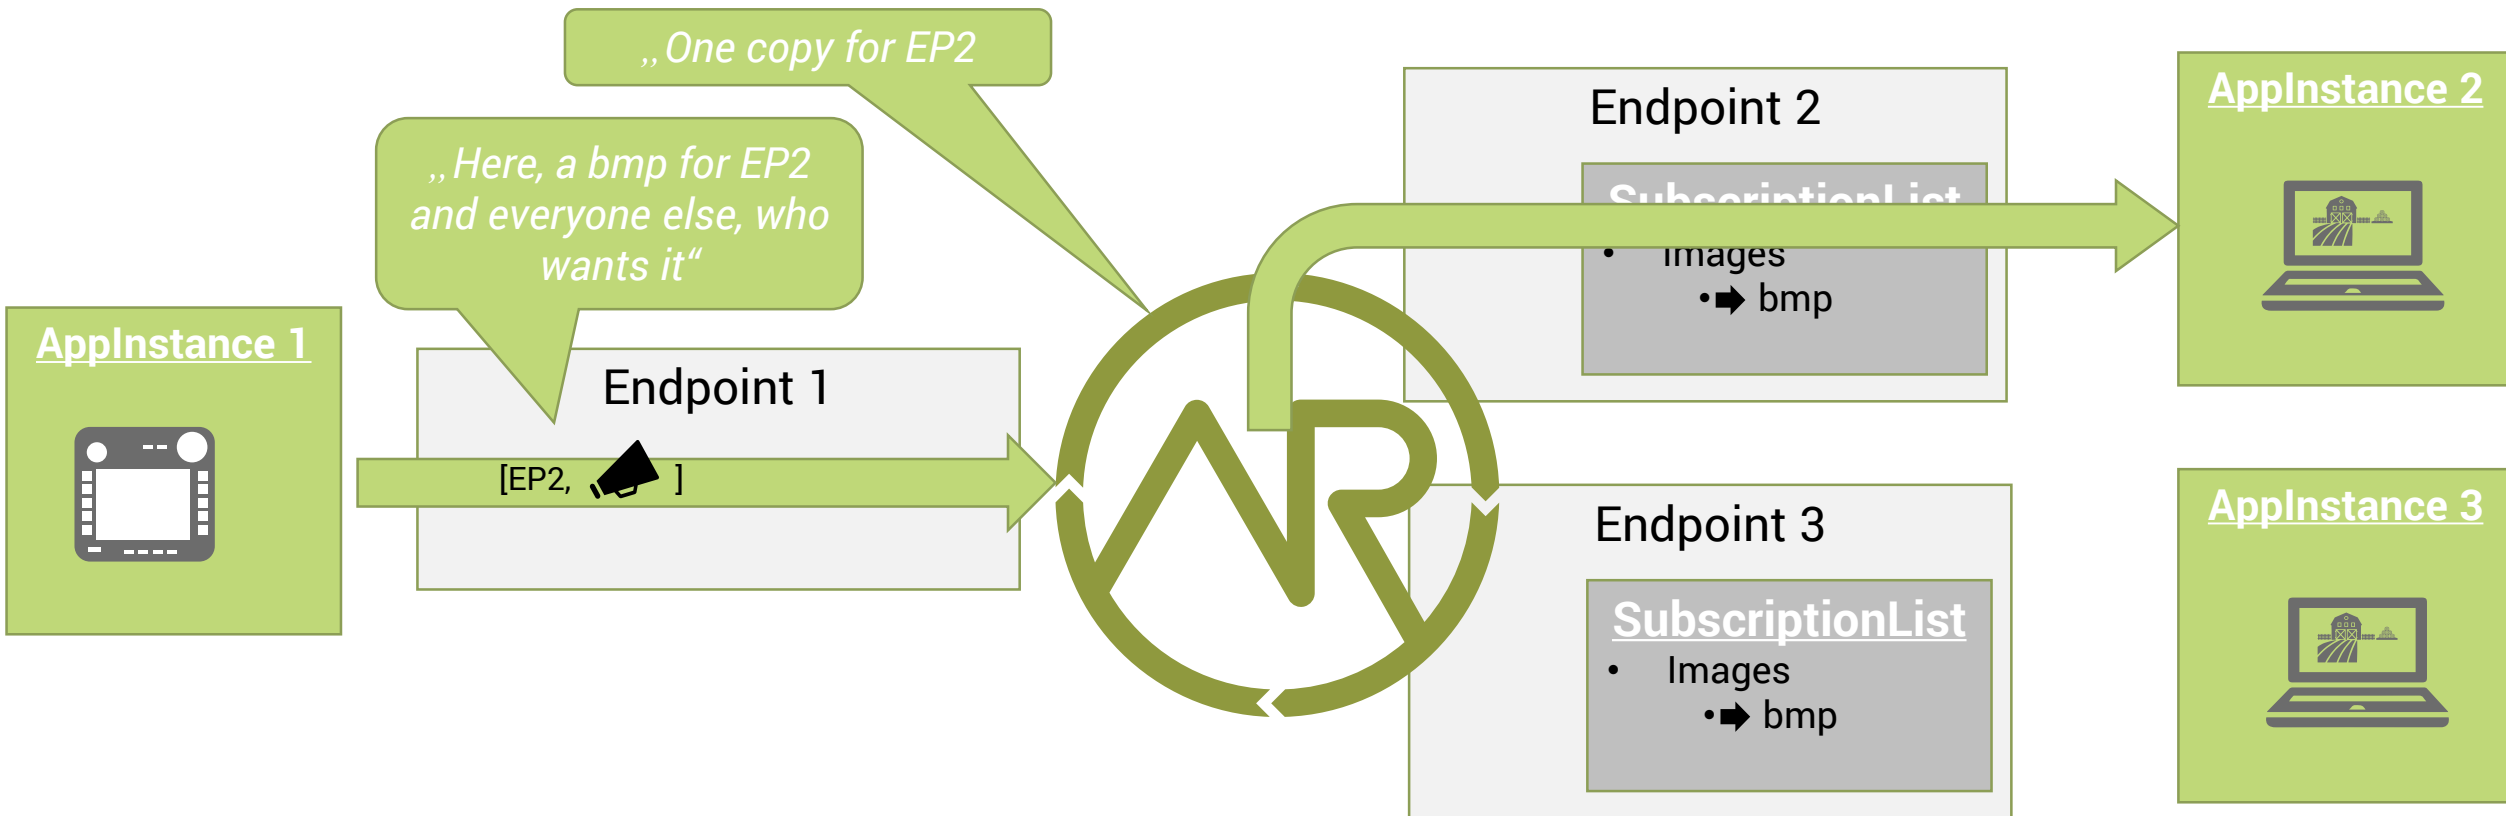 „One copy for EP2
„Here, a bmp for EP2
and everyone else, who
wants it“
AppInstance 1
Endpoint 1
[EP2, ]
Endpoint 2
SubscriptionList
• Images
• bmp
AppInstance 2
Endpoint 3
SubscriptionList
• Images
• bmp
AppInstance 3